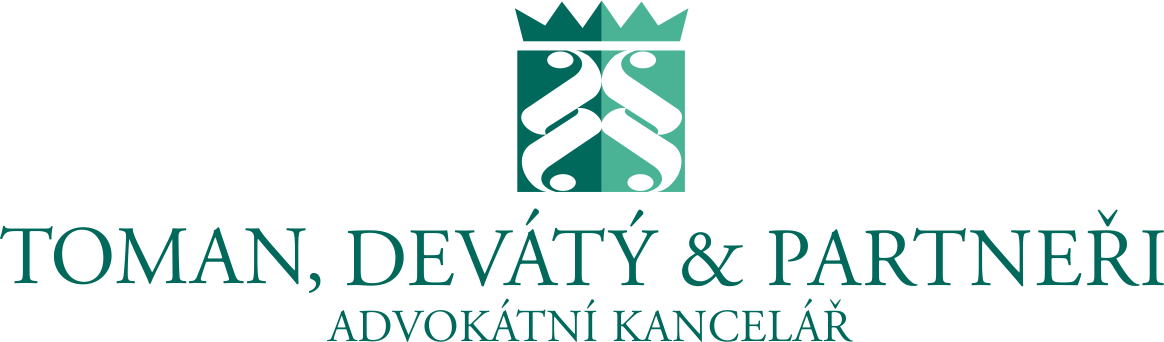 TOMAN, DEVÁTÝ & PARTNEŘI
ADVOKÁTNÍ KANCELÁŘ